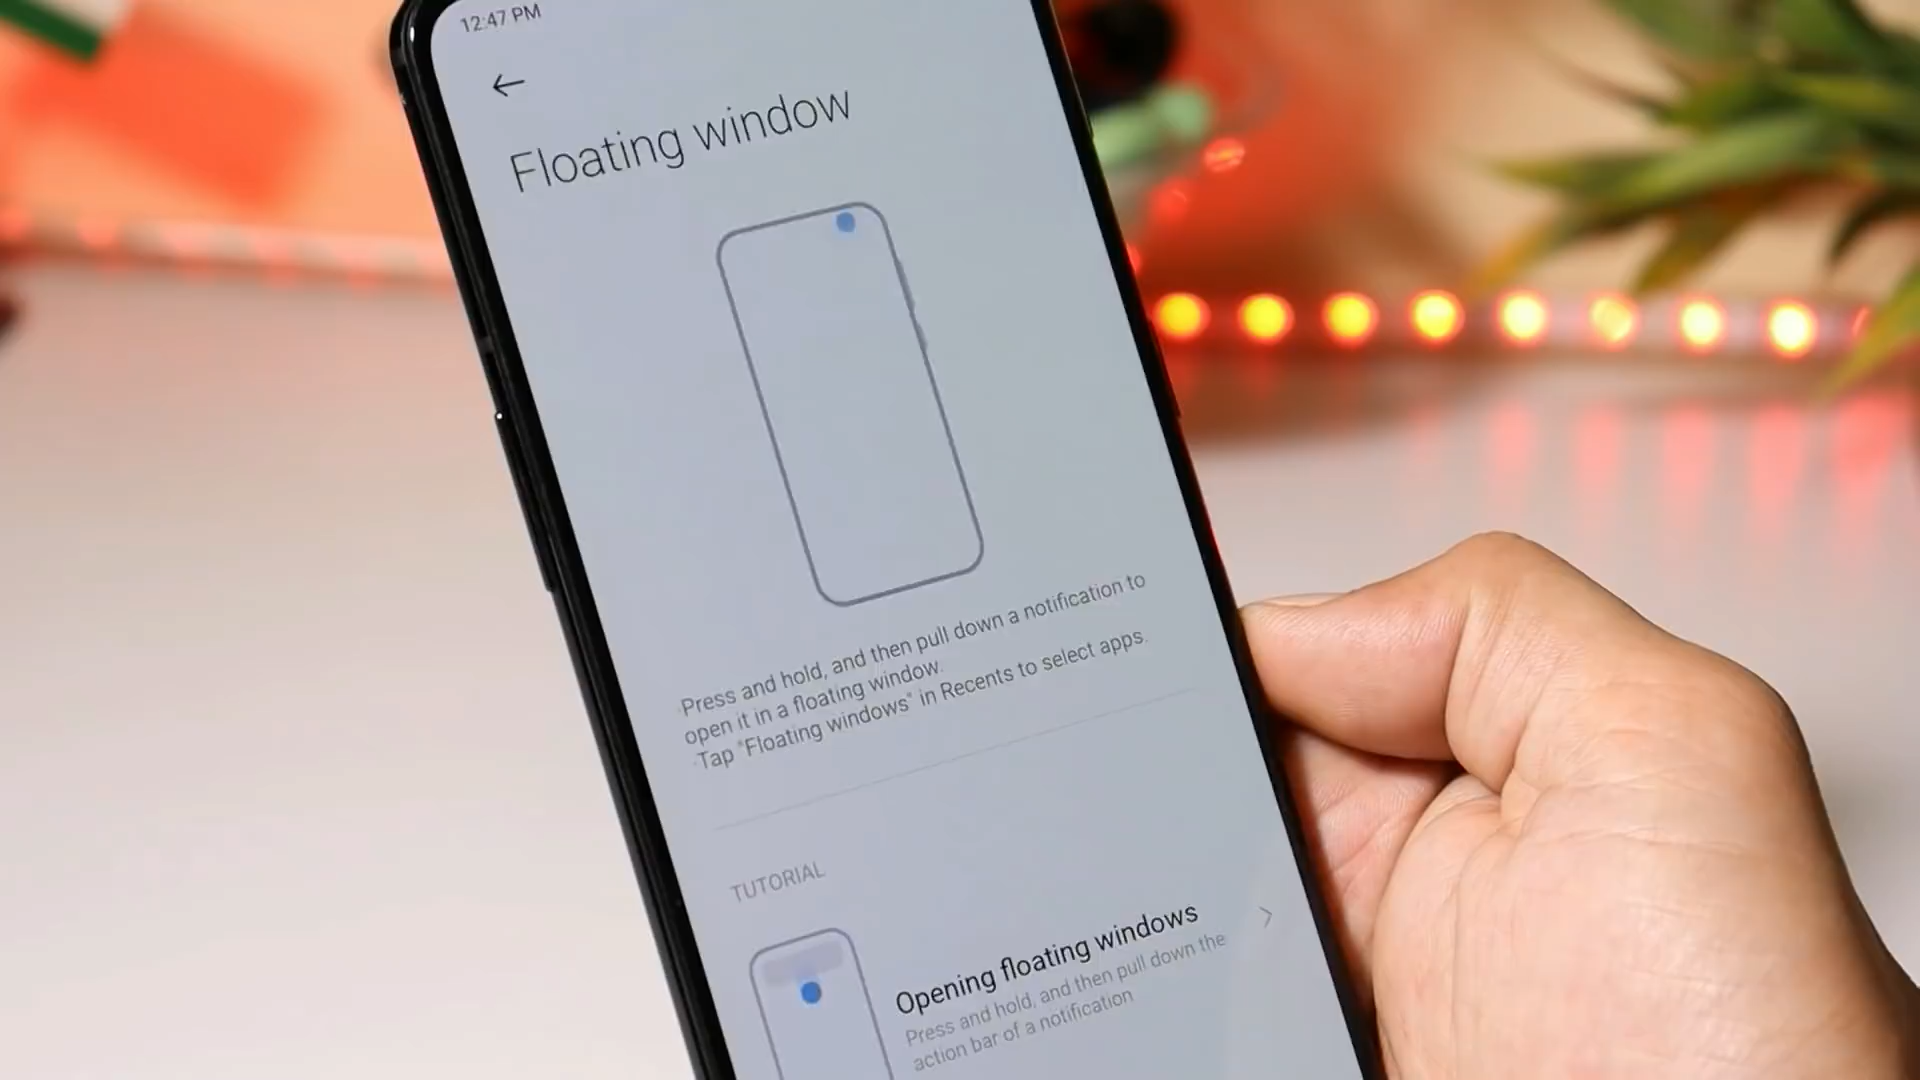 12:47 PM
Floating window
·Press and hold, and then pull down a notification to
open it in a floating window.
·Tap "Floating windows" in Recents to select apps.
TUTORIAL
Opening floating windows
Press and hold, and then pull down the
action bar of a notification